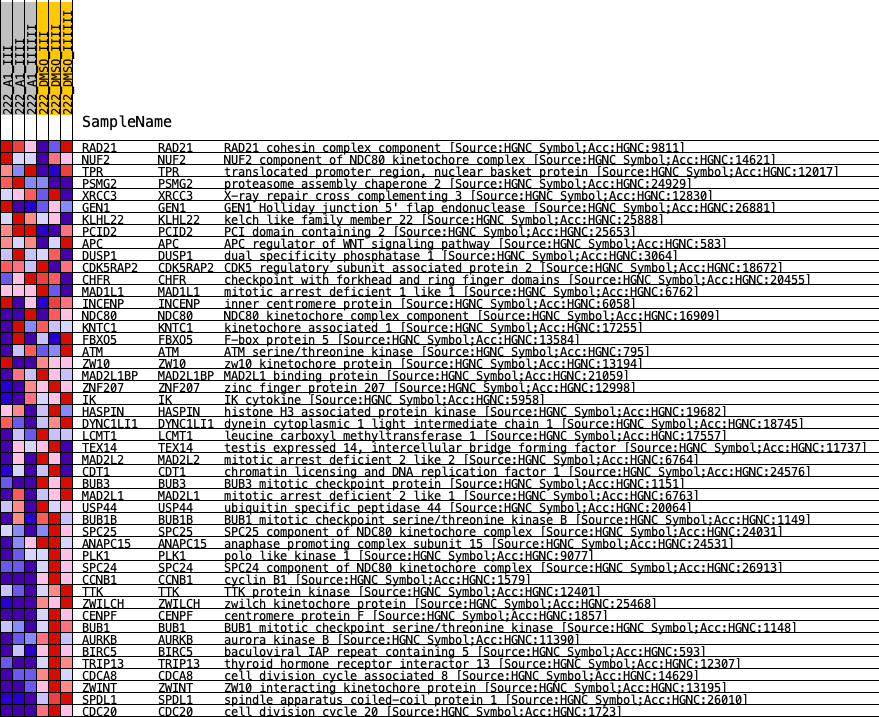 222_A1_III
222_A1_IIII
222_A1_IIIIII
222_DMSO_III
222_DMSO_IIII
222_DMSO_IIIIII
SampleName
RAD21 RAD21 RAD21 cohesin complex component [Source:HGNC Symbol;Acc:HGNC:9811]
NUF2 NUF2 NUF2 component of NDC80 kinetochore complex [Source:HGNC Symbol;Acc:HGNC:14621]
TPR TPR translocated promoter region, nuclear basket protein [Source:HGNC Symbol;Acc:HGNC:12017]
PSMG2 PSMG2 proteasome assembly chaperone 2 [Source:HGNC Symbol;Acc:HGNC:24929]
XRCC3 XRCC3 X-ray repair cross complementing 3 [Source:HGNC Symbol;Acc:HGNC:12830]
GEN1 GEN1 GEN1 Holliday junction 5' flap endonuclease [Source:HGNC Symbol;Acc:HGNC:26881]
KLHL22 KLHL22 kelch like family member 22 [Source:HGNC Symbol;Acc:HGNC:25888]
PCID2 PCID2 PCI domain containing 2 [Source:HGNC Symbol;Acc:HGNC:25653]
APC APC APC regulator of WNT signaling pathway [Source:HGNC Symbol;Acc:HGNC:583]
DUSP1 DUSP1 dual specificity phosphatase 1 [Source:HGNC Symbol;Acc:HGNC:3064]
CDK5RAP2 CDK5RAP2 CDK5 regulatory subunit associated protein 2 [Source:HGNC Symbol;Acc:HGNC:18672]
CHFR CHFR checkpoint with forkhead and ring finger domains [Source:HGNC Symbol;Acc:HGNC:20455]
MAD1L1 MAD1L1 mitotic arrest deficient 1 like 1 [Source:HGNC Symbol;Acc:HGNC:6762]
INCENP INCENP inner centromere protein [Source:HGNC Symbol;Acc:HGNC:6058]
NDC80 NDC80 NDC80 kinetochore complex component [Source:HGNC Symbol;Acc:HGNC:16909]
KNTC1 KNTC1 kinetochore associated 1 [Source:HGNC Symbol;Acc:HGNC:17255]
FBXO5 FBXO5 F-box protein 5 [Source:HGNC Symbol;Acc:HGNC:13584]
ATM ATM ATM serine/threonine kinase [Source:HGNC Symbol;Acc:HGNC:795]
ZW10 ZW10 zw10 kinetochore protein [Source:HGNC Symbol;Acc:HGNC:13194]
MAD2L1BP MAD2L1BP MAD2L1 binding protein [Source:HGNC Symbol;Acc:HGNC:21059]
ZNF207 ZNF207 zinc finger protein 207 [Source:HGNC Symbol;Acc:HGNC:12998]
IK IK IK cytokine [Source:HGNC Symbol;Acc:HGNC:5958]
HASPIN HASPIN histone H3 associated protein kinase [Source:HGNC Symbol;Acc:HGNC:19682]
DYNC1LI1 DYNC1LI1 dynein cytoplasmic 1 light intermediate chain 1 [Source:HGNC Symbol;Acc:HGNC:18745]
LCMT1 LCMT1 leucine carboxyl methyltransferase 1 [Source:HGNC Symbol;Acc:HGNC:17557]
TEX14 TEX14 testis expressed 14, intercellular bridge forming factor [Source:HGNC Symbol;Acc:HGNC:11737]
MAD2L2 MAD2L2 mitotic arrest deficient 2 like 2 [Source:HGNC Symbol;Acc:HGNC:6764]
CDT1 CDT1 chromatin licensing and DNA replication factor 1 [Source:HGNC Symbol;Acc:HGNC:24576]
BUB3 BUB3 BUB3 mitotic checkpoint protein [Source:HGNC Symbol;Acc:HGNC:1151]
MAD2L1 MAD2L1 mitotic arrest deficient 2 like 1 [Source:HGNC Symbol;Acc:HGNC:6763]
USP44 USP44 ubiquitin specific peptidase 44 [Source:HGNC Symbol;Acc:HGNC:20064]
BUB1B BUB1B BUB1 mitotic checkpoint serine/threonine kinase B [Source:HGNC Symbol;Acc:HGNC:1149]
SPC25 SPC25 SPC25 component of NDC80 kinetochore complex [Source:HGNC Symbol;Acc:HGNC:24031]
ANAPC15 ANAPC15 anaphase promoting complex subunit 15 [Source:HGNC Symbol;Acc:HGNC:24531]
PLK1 PLK1 polo like kinase 1 [Source:HGNC Symbol;Acc:HGNC:9077]
SPC24 SPC24 SPC24 component of NDC80 kinetochore complex [Source:HGNC Symbol;Acc:HGNC:26913]
CCNB1 CCNB1 cyclin B1 [Source:HGNC Symbol;Acc:HGNC:1579]
TTK TTK TTK protein kinase [Source:HGNC Symbol;Acc:HGNC:12401]
ZWILCH ZWILCH zwilch kinetochore protein [Source:HGNC Symbol;Acc:HGNC:25468]
CENPF CENPF centromere protein F [Source:HGNC Symbol;Acc:HGNC:1857]
BUB1 BUB1 BUB1 mitotic checkpoint serine/threonine kinase [Source:HGNC Symbol;Acc:HGNC:1148]
AURKB AURKB aurora kinase B [Source:HGNC Symbol;Acc:HGNC:11390]
BIRC5 BIRC5 baculoviral IAP repeat containing 5 [Source:HGNC Symbol;Acc:HGNC:593]
TRIP13 TRIP13 thyroid hormone receptor interactor 13 [Source:HGNC Symbol;Acc:HGNC:12307]
CDCA8 CDCA8 cell division cycle associated 8 [Source:HGNC Symbol;Acc:HGNC:14629]
ZWINT ZWINT ZW10 interacting kinetochore protein [Source:HGNC Symbol;Acc:HGNC:13195]
SPDL1 SPDL1 spindle apparatus coiled-coil protein 1 [Source:HGNC Symbol;Acc:HGNC:26010]
CDC20 CDC20 cell division cycle 20 [Source:HGNC Symbol;Acc:HGNC:1723]